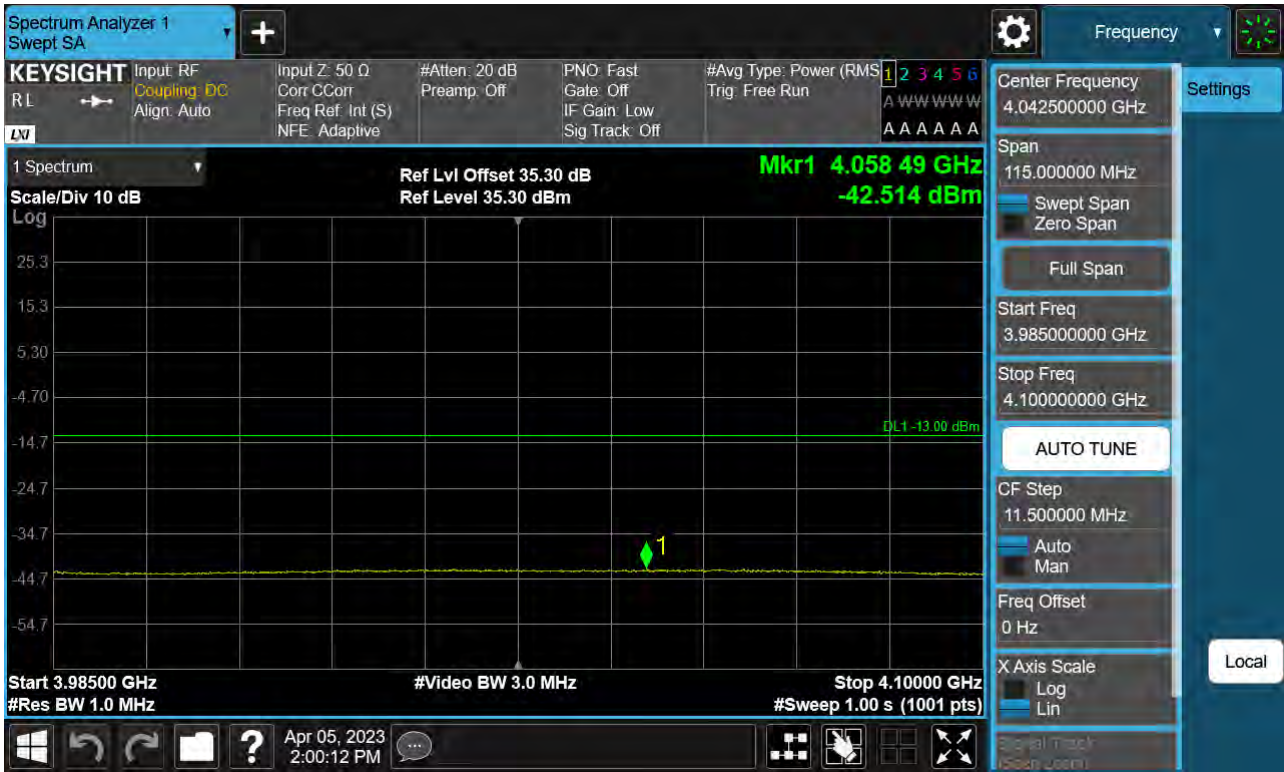 Spectrum Analyzer 1
Swept SA
Frequency
KEYSIGHT
RL
LXI
Input: RF
Coupling: DC
Align: Auto
Input Z: 50 Ω
Corr CCorr
Freq Ref: Int (S)
NFE: Adaptive
#Atten: 20 dB
Preamp: Off
PNO: Fast
Gate: Off
IF Gain: Low
Sig Track: Off
#Avg Type: Power (RMS
Trig: Free Run
1 2 3 4 5 6
A W W W W W
A A A A A A
Center Frequency
4.042500000 GHz
Settings
1 Spectrum
Scale/Div 10 dB
Log
Ref Lvl Offset 35.30 dB
Ref Level 35.30 dBm
Mkr1 4.058 49 GHz
-42.514 dBm
Span
115.000000 MHz
Swept Span
Zero Span
Full Span
Start Freq
3.985000000 GHz
Stop Freq
4.100000000 GHz
AUTO TUNE
CF Step
11.500000 MHz
Auto
Man
Freq Offset
0 Hz
X Axis Scale
Log
Lin
Signal Track
(Span Zoom)
Local
25.3
15.3
5.30
-4.70
DL1 -13.00 dBm
-14.7
-24.7
-34.7
1
-44.7
-54.7
Start 3.98500 GHz
#Res BW 1.0 MHz
#Video BW 3.0 MHz
Stop 4.10000 GHz
#Sweep 1.00 s (1001 pts)
?
Apr 05, 2023
2:00:12 PM